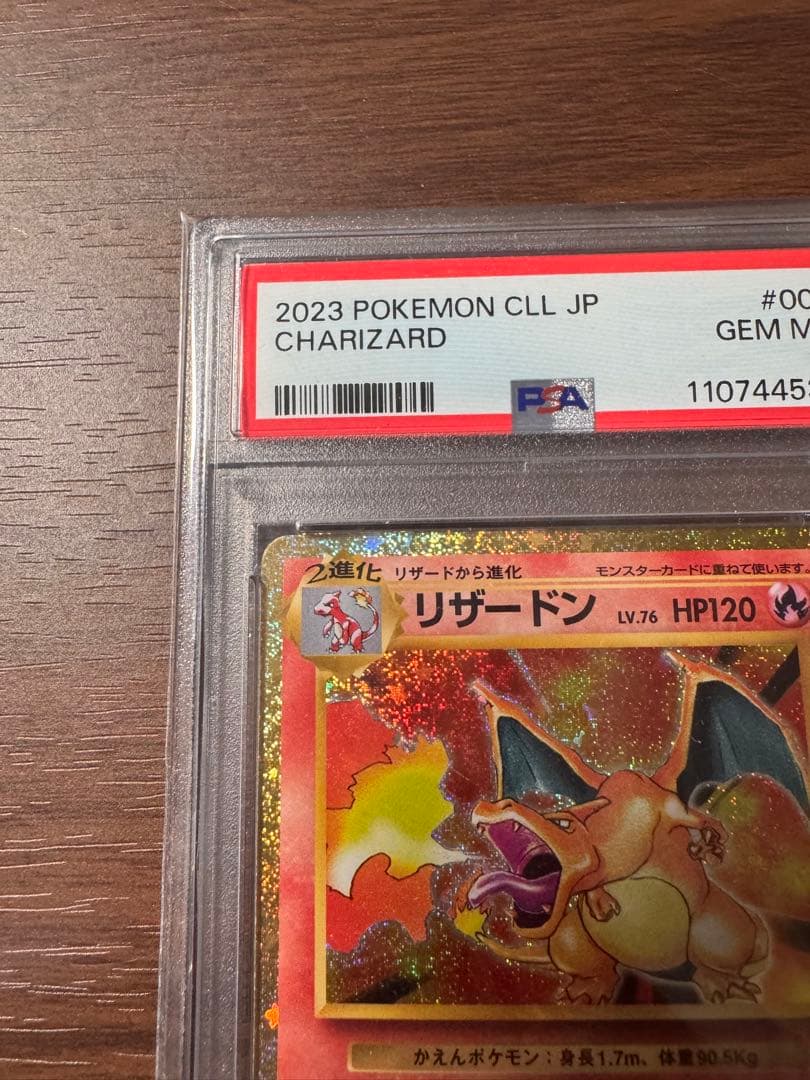 2023 POKEMON CLL JP #00
CHARIZARD GEM M
PSA 11074453
2進化 リザードから進化 モンスターカードに重ねて使います。
リザードン LV.76 HP120
かえんポケモン：身長1.7m、体重90.5Kg